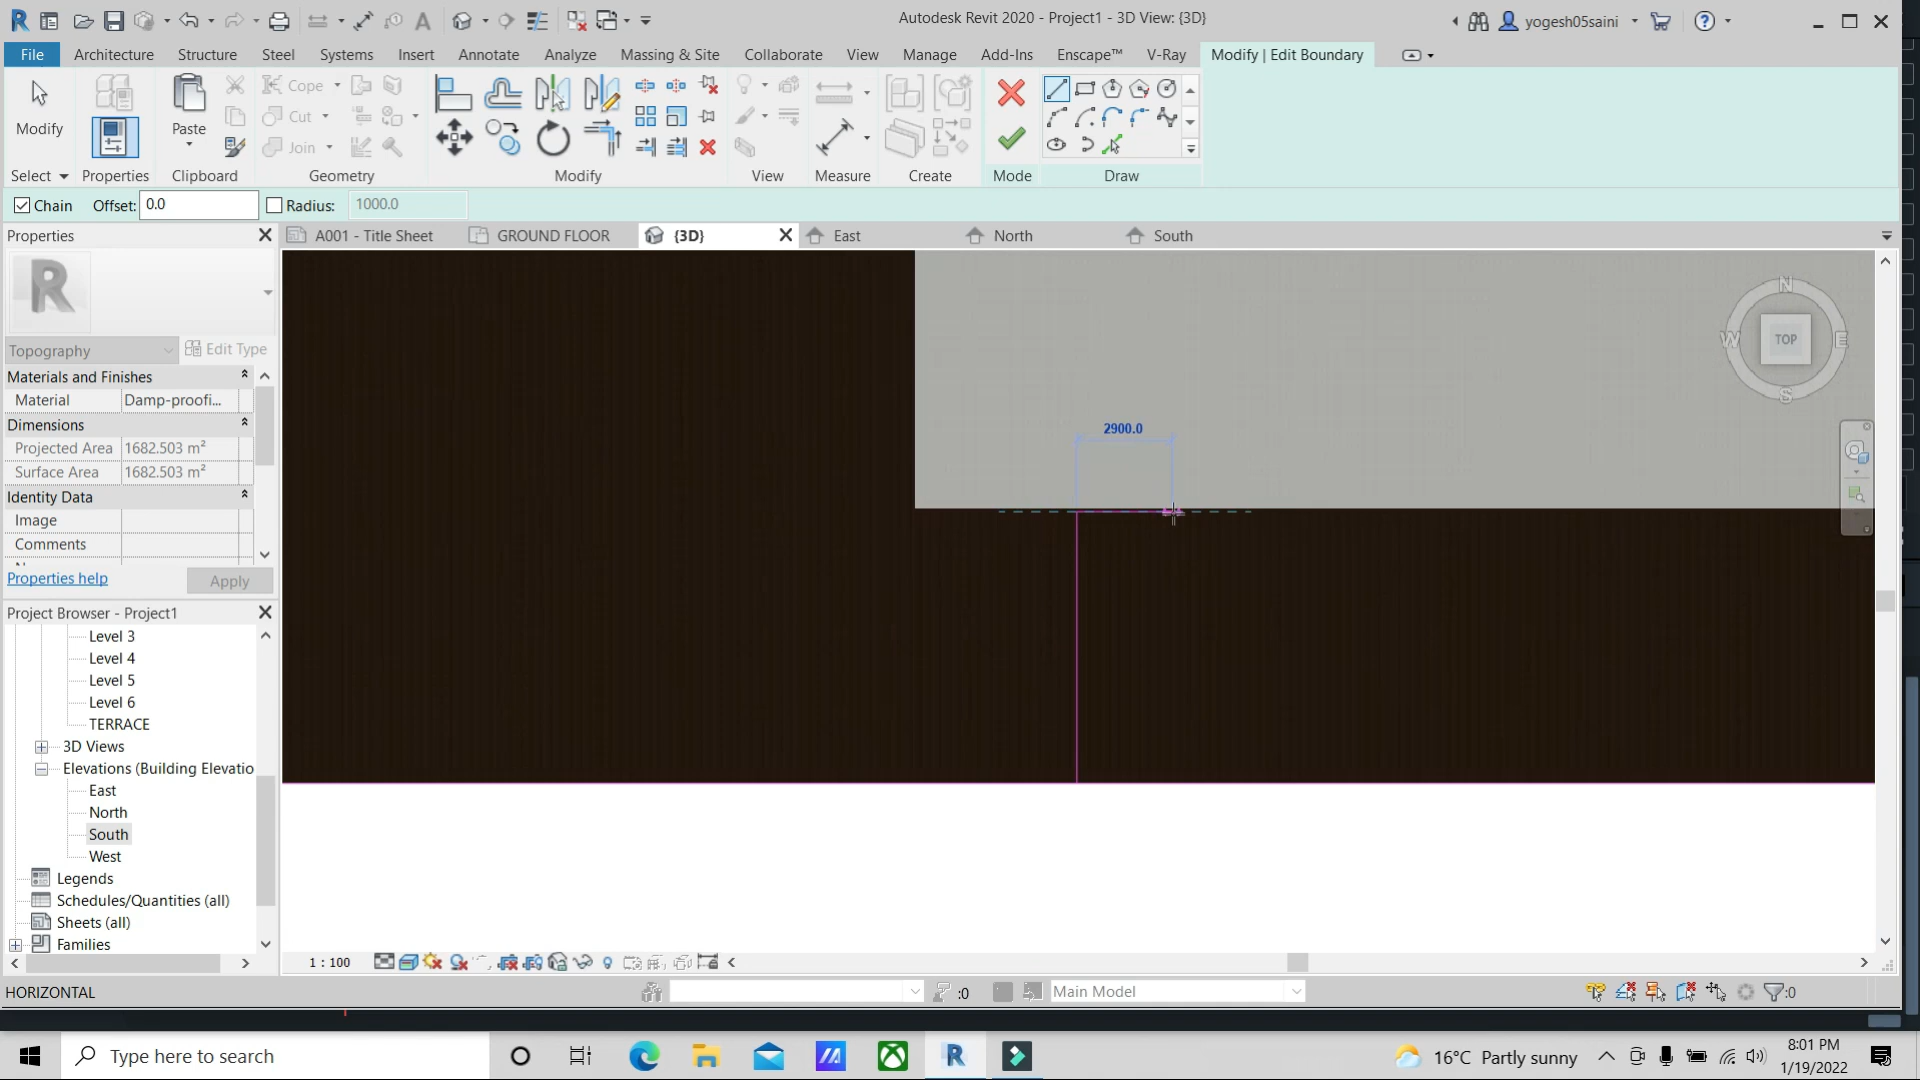 Autodesk Revit 2020 - Project1 - 3D View: {3D}
yogesh05saini
File
Architecture
Structure
Steel
Systems
Insert
Annotate
Analyze
Massing & Site
Collaborate
View
Manage
Add-Ins
Enscape™
V-Ray
Modify | Edit Boundary
Modify
Paste
Cope
Cut
Join
Select
Properties
Clipboard
Geometry
Modify
View
Measure
Create
Mode
Draw
Chain
Offset:
0.0
Radius:
1000.0
Properties
A001 - Title Sheet
GROUND FLOOR
{3D}
East
North
South
Topography
Edit Type
Materials and Finishes
Material
Damp-proofi...
Dimensions
Projected Area
1682.503 m²
Surface Area
1682.503 m²
Identity Data
Image
Comments
Properties help
Apply
2900.0
N
W
TOP
E
S
Project Browser - Project1
Level 3
Level 4
Level 5
Level 6
TERRACE
3D Views
Elevations (Building Elevatio
East
North
South
West
Legends
Schedules/Quantities (all)
Sheets (all)
Families
1 : 100
HORIZONTAL
:0
Main Model
:0
Type here to search
16°C Partly sunny
8:01 PM
1/19/2022